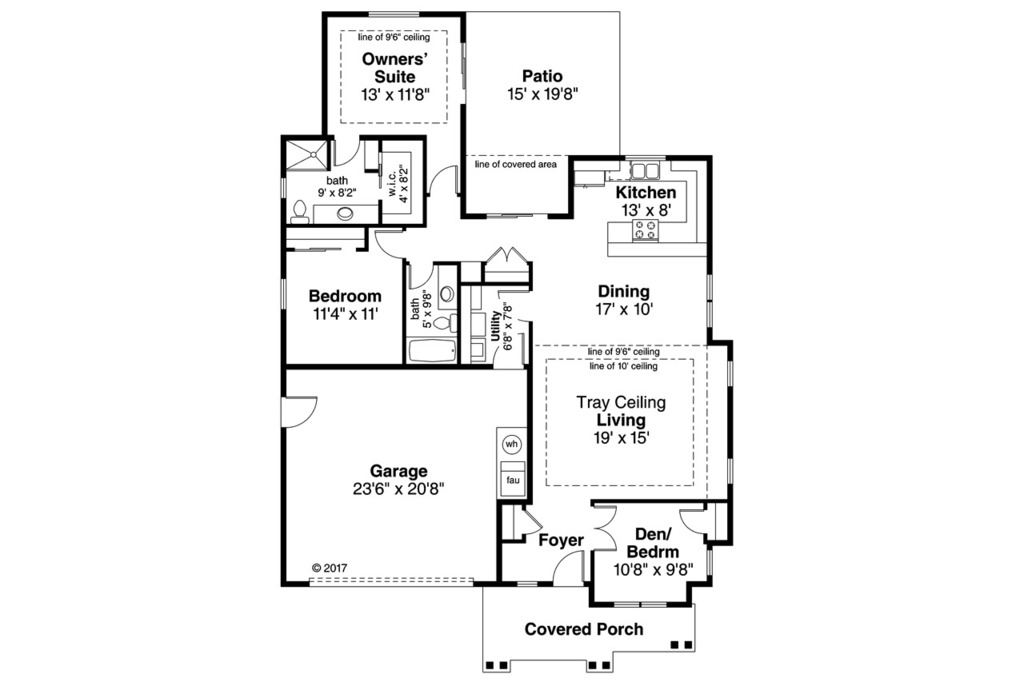 line of 9'6" ceiling
Owners'
Suite
13' x 11'8"
Patio
15' x 19'8"
line of covered area
bath
9' x 8'2"
w.i.c.
4' x 8'2"
Kitchen
13' x 8'
Bedroom
11'4" x 11'
bath
5' x 9'8"
Utility
6'8" x 7'8"
Dining
17' x 10'
line of 9'6" ceiling
line of 10' ceiling
Tray Ceiling
Living
19' x 15'
Garage
23'6" x 20'8"
wh
fau
Foyer
Den/
Bedrm
10'8" x 9'8"
© 2017
Covered Porch